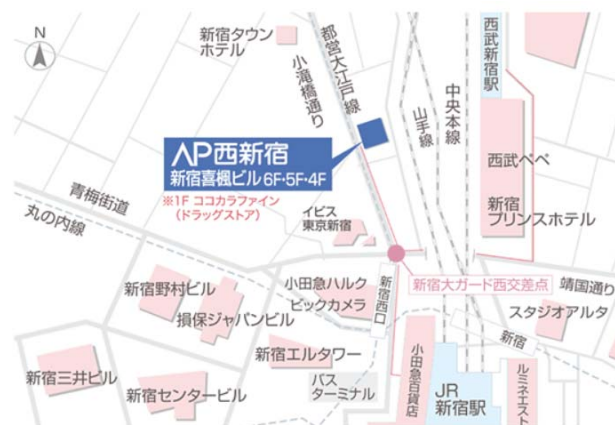 N
新宿タウン
ホテル
都営大江戸線
小滝橋通り
西武新宿駅
中央本線
山手線
AP西新宿
新宿喜楓ビル 6F・5F・4F
※1F ココカラファイン
(ドラッグストア)
西武ペペ
新宿
プリンスホテル
青梅街道
丸の内線
イビス
東京新宿
新宿大ガード西交差点
靖国通り
小田急ハルク
ビックカメラ
新宿西口
新宿野村ビル
損保ジャパンビル
スタジオアルタ
新宿
新宿エルタワー
新宿三井ビル
新宿センタービル
バス
ターミナル
小田急百貨店
JR
新宿駅
ルミネエスト